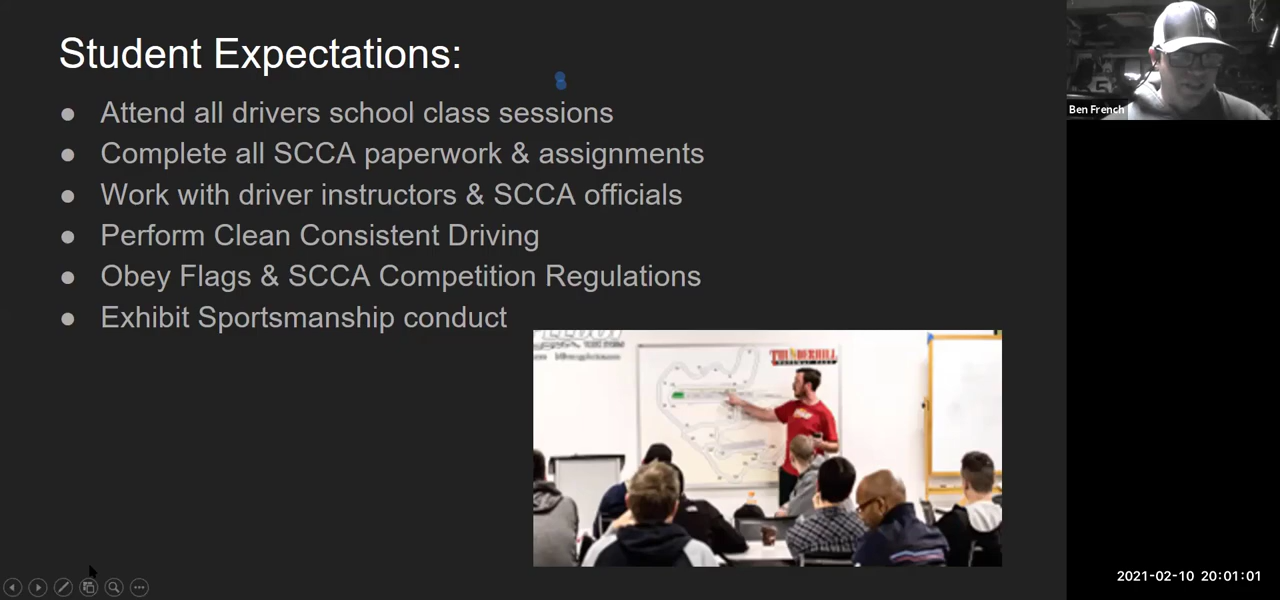 Student Expectations:
● Attend all drivers school class sessions
● Complete all SCCA paperwork & assignments
● Work with driver instructors & SCCA officials
● Perform Clean Consistent Driving
● Obey Flags & SCCA Competition Regulations
● Exhibit Sportsmanship conduct
THUNDERHILL
Ben French
2021-02-10 20:01:01